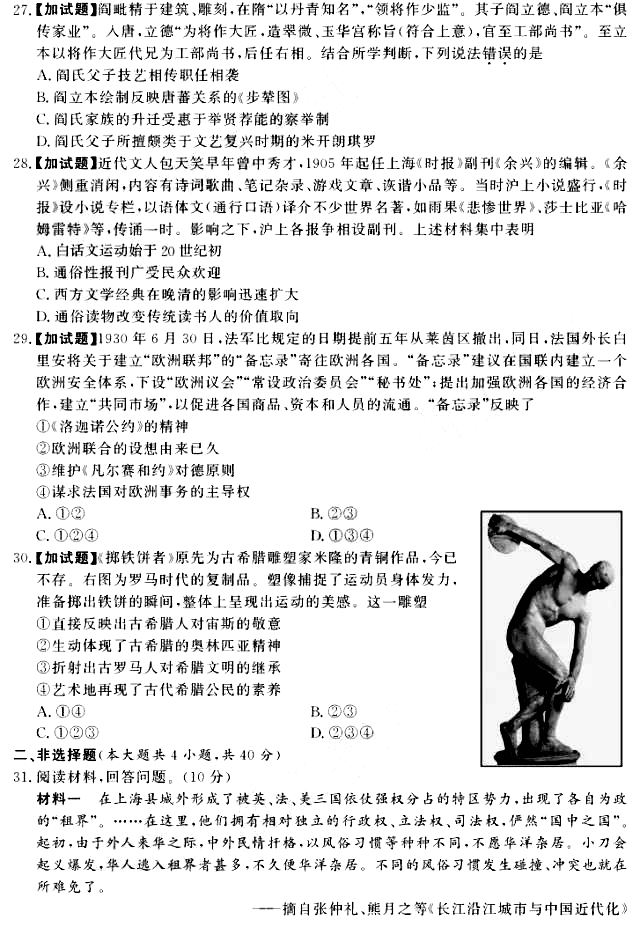 27.【加试题】阎毗精于建筑、雕刻,在隋“以丹青知名”,“领将作少监”。其子阎立德、阎立本“俱
传家业”。入唐,立德“为将作大匠,造翠微、玉华宫称旨(符合上意),官至工部尚书”。至立
本以将作大匠代兄为工部尚书,后任右相。结合所学判断,下列说法错误的是
A. 阎氏父子技艺相传职任相袭
B. 阎立本绘制反映唐蕃关系的《步辇图》
C. 阎氏家族的升迁受惠于举贤荐能的察举制
D. 阎氏父子所擅颇类于文艺复兴时期的米开朗琪罗
28.【加试题】近代文人包天笑早年曾中秀才,1905 年起任上海《时报》副刊《余兴》的编辑。《余
兴》侧重消闲,内容有诗词歌曲、笔记杂录、游戏文章、诙谐小品等。当时沪上小说盛行,《时
报》设小说专栏,以语体文(通行口语)译介不少世界名著,如雨果《悲惨世界》、莎士比亚《哈
姆雷特》等,传诵一时。影响之下,沪上各报争相设副刊。上述材料集中表明
A. 白话文运动始于 20 世纪初
B. 通俗性报刊广受民众欢迎
C. 西方文学经典在晚清的影响迅速扩大
D. 通俗读物改变传统读书人的价值取向
29.【加试题】1930 年 6 月 30 日,法军比规定的日期提前五年从莱茵区撤出,同日,法国外长白
里安将关于建立“欧洲联邦”的“备忘录”寄往欧洲各国。“备忘录”建议在国联内建立一个
欧洲安全体系,下设“欧洲议会”“常设政治委员会”“秘书处”;提出加强欧洲各国的经济合
作,建立“共同市场”,以促进各国商品、资本和人员的流通。“备忘录”反映了
①《洛迦诺公约》的精神
②欧洲联合的设想由来已久
③维护《凡尔赛和约》对德原则
④谋求法国对欧洲事务的主导权
A. ①② B. ②③
C. ①②④ D. ①③④
30.【加试题】《掷铁饼者》原先为古希腊雕塑家米隆的青铜作品,今已
不存。右图为罗马时代的复制品。塑像捕捉了运动员身体发力,
准备掷出铁饼的瞬间,整体上呈现出运动的美感。这一雕塑
①直接反映出古希腊人对宙斯的敬意
②生动体现了古希腊的奥林匹亚精神
③折射出古罗马人对希腊文明的继承
④艺术地再现了古代希腊公民的素养
A. ①④ B. ②③
C. ①②③ D. ②③④
二、非选择题(本大题共 4 小题,共 40 分)
31. 阅读材料,回答问题。(10 分)
材料一 在上海县城外形成了被英、法、美三国依仗强权分占的特区势力,出现了各自为政
的“租界”。……在这里,他们拥有相对独立的行政权、立法权、司法权,俨然“国中之国”。
起初,由于外人来华之际,中外民情扞格,以风俗习惯等种种不同,不愿华洋杂居。小刀会
起义爆发,华人逃入租界者甚多,不久便华洋杂居。不同的风俗习惯发生碰撞、冲突也就在
所难免了。
——摘自张仲礼、熊月之等《长江沿江城市与中国近代化》